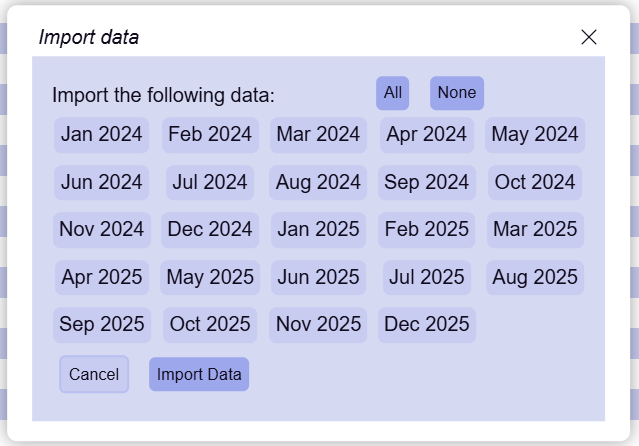 Import data
Import the following data: All None
Jan 2024 Feb 2024 Mar 2024 Apr 2024 May 2024
Jun 2024 Jul 2024 Aug 2024 Sep 2024 Oct 2024
Nov 2024 Dec 2024 Jan 2025 Feb 2025 Mar 2025
Apr 2025 May 2025 Jun 2025 Jul 2025 Aug 2025
Sep 2025 Oct 2025 Nov 2025 Dec 2025
Cancel Import Data